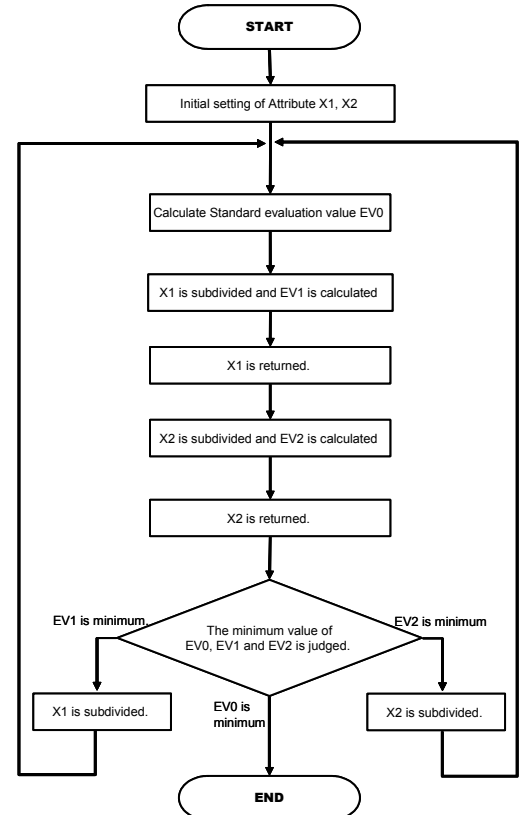 START
Initial setting of Attribute X1, X2
Calculate Standard evaluation value EV0
X1 is subdivided and EV1 is calculated
X1 is returned.
X2 is subdivided and EV2 is calculated
X2 is returned.
EV1 is minimum.
The minimum value of
EV0, EV1 and EV2 is judged.
EV2 is minimum
X1 is subdivided.
EV0 is
minimum
X2 is subdivided.
END